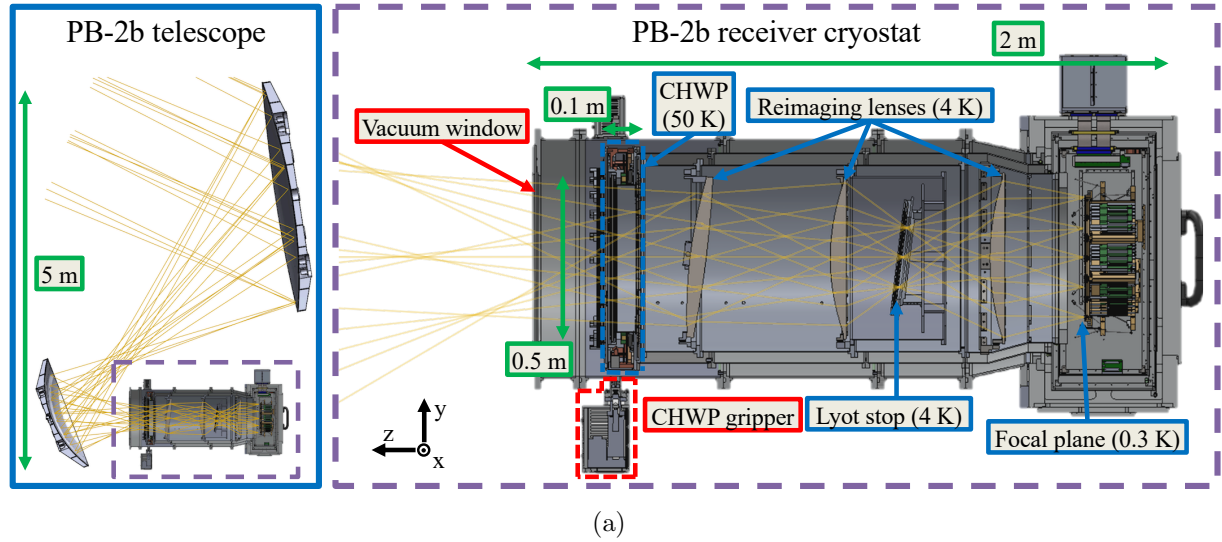 PB-2b telescope
5 m
PB-2b receiver cryostat
2 m
0.1 m
CHWP
(50 K)
Reimaging lenses (4 K)
Vacuum window
0.5 m
CHWP gripper
Lyot stop (4 K)
Focal plane (0.3 K)
y
z
x
(a)